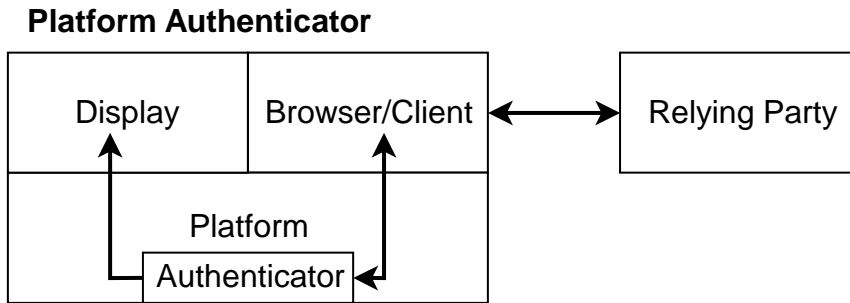 Platform Authenticator
Display
Browser/Client
Relying Party
Platform
Authenticator